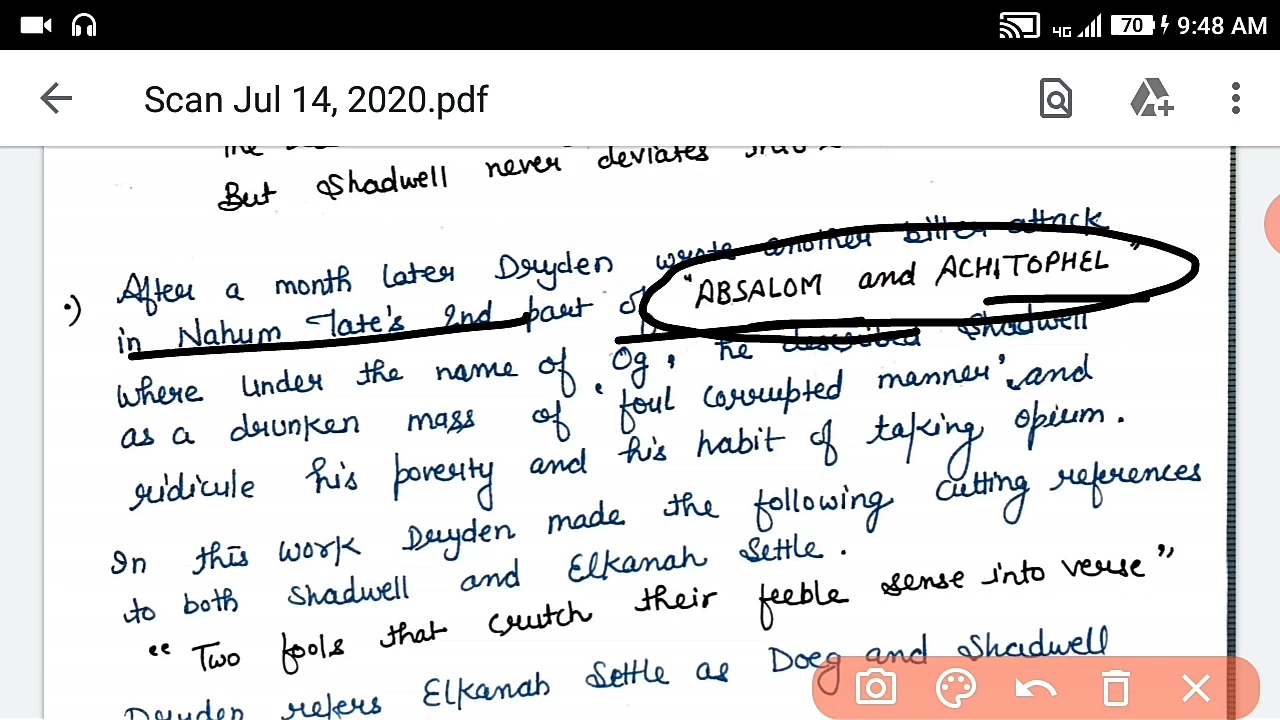 4G 70 9:48 AM
Scan Jul 14, 2020.pdf
The
But Shadwell never deviates into
•) After a month later Dryden wrote another bitter attack
in Nahum Tate's 2nd part of "ABSALOM and ACHITOPHEL"
where under the name of 'Og', he described Shadwell
as a drunken mass of 'foul corrupted manner', and
ridicule his poverty and his habit of taking opium.
In this work Dryden made the following cutting references
to both Shadwell and Elkanah Settle.
"Two fools that crutch their feeble sense into verse"
Dryden refers Elkanah Settle as Doeg and Shadwell